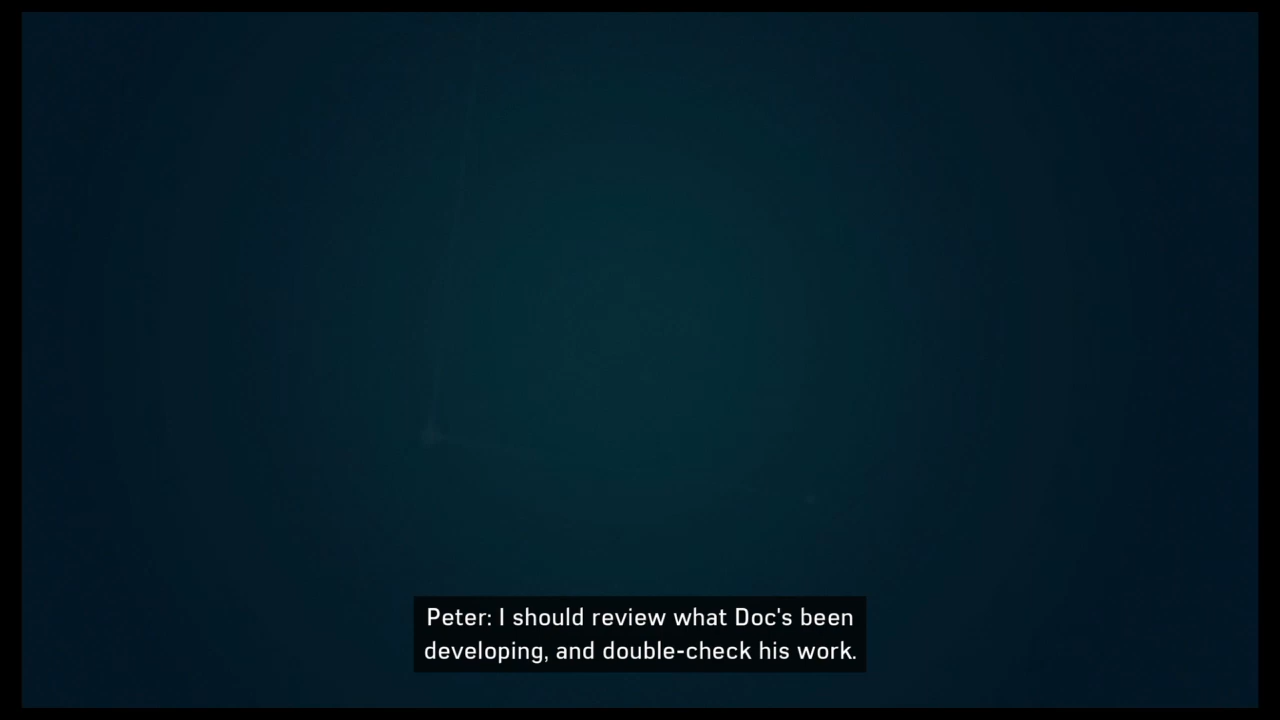 Peter: I should review what Doc's been
developing, and double-check his work.